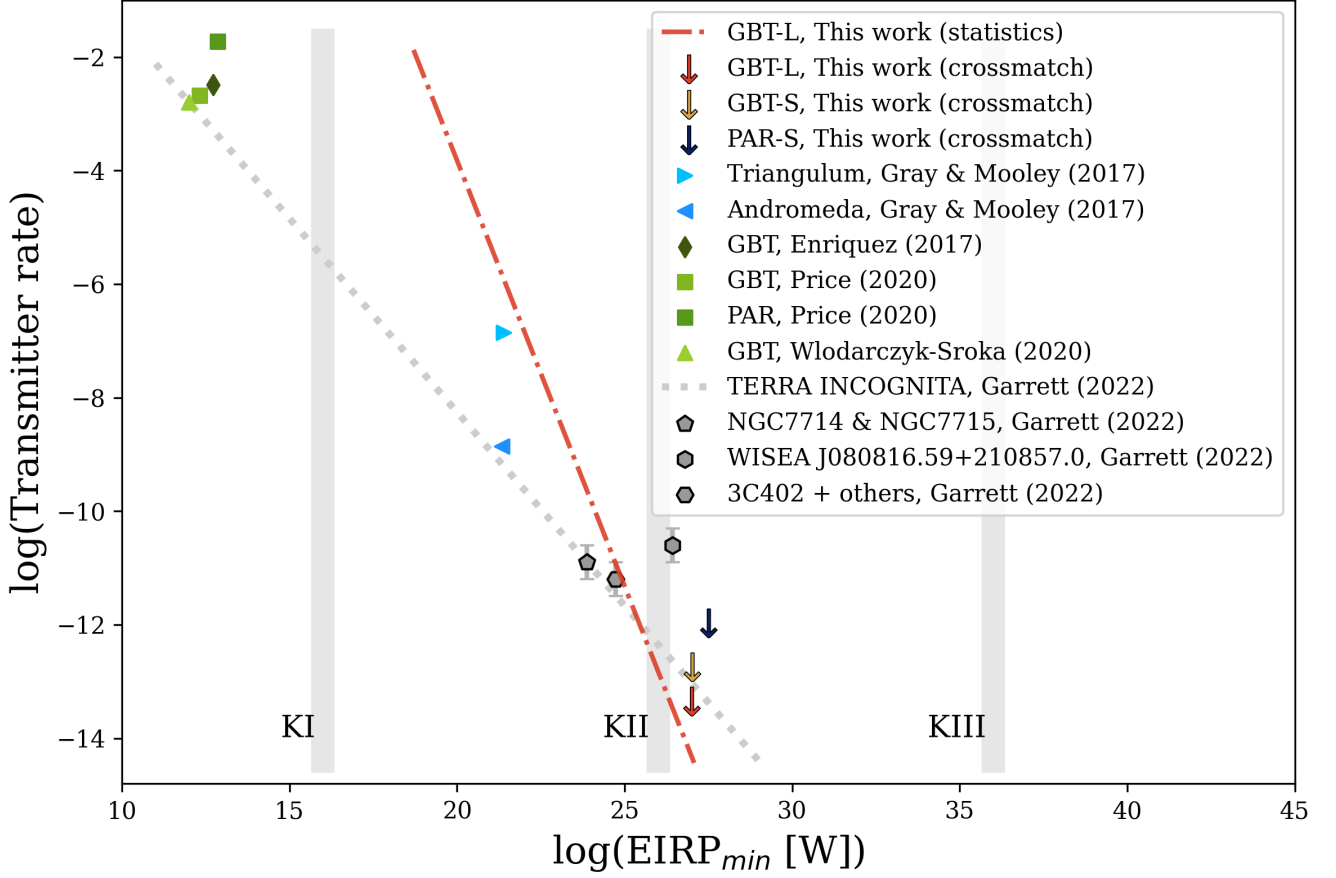 GBT-L, This work (statistics)
GBT-L, This work (crossmatch)
GBT-S, This work (crossmatch)
PAR-S, This work (crossmatch)
Triangulum, Gray & Mooley (2017)
Andromeda, Gray & Mooley (2017)
GBT, Enriquez (2017)
GBT, Price (2020)
PAR, Price (2020)
GBT, Wlodarczyk-Sroka (2020)
TERRA INCOGNITA, Garrett (2022)
NGC7714 & NGC7715, Garrett (2022)
WISEA J080816.59+210857.0, Garrett (2022)
3C402 + others, Garrett (2022)
log(Transmitter rate)
−2
−4
−6
−8
−10
−12
−14
KI
KII
KIII
10
15
20
25
30
35
40
45
log(EIRP_min [W])